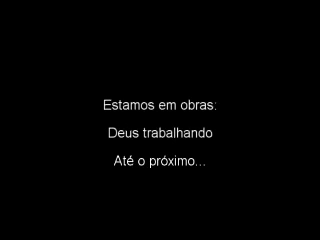 Estamos em obras:
Deus trabalhando
Até o próximo...